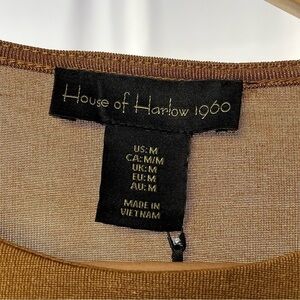 House of Harlow 1960
US: M
CA: M/M
UK: M
EU: M
AU: M
MADE IN
VIETNAM